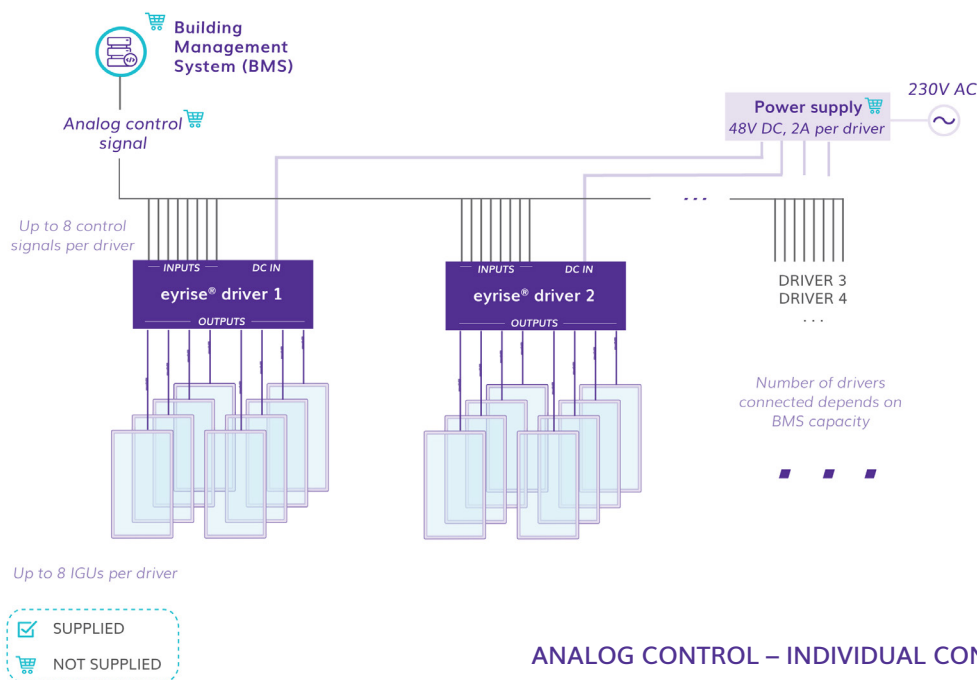 Building
Management
System (BMS)
Analog control
signal
230V AC
Power supply
48V DC, 2A per driver
Up to 8 control
signals per driver
...
INPUTS
DC IN
eyrise® driver 1
OUTPUTS
INPUTS
DC IN
eyrise® driver 2
OUTPUTS
DRIVER 3
DRIVER 4
...
Number of drivers
connected depends on
BMS capacity
Up to 8 IGUs per driver
SUPPLIED
NOT SUPPLIED
ANALOG CONTROL – INDIVIDUAL CON